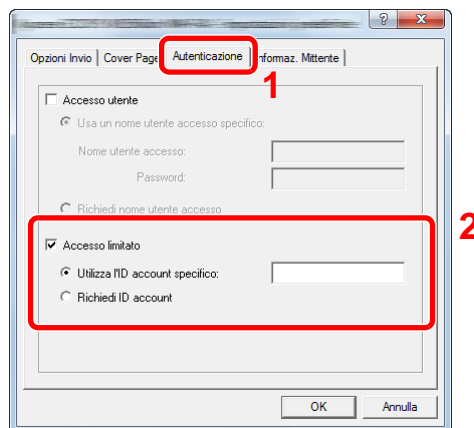 ?
X
Opzioni Invio Cover Page Autenticazione Informaz. Mittente
1
Accesso utente
Usa un nome utente accesso specifico:
Nome utente accesso:
Password:
Richiedi nome utente accesso
2
Accesso limitato
Utilizza l'ID account specifico:
Richiedi ID account
OK Annulla